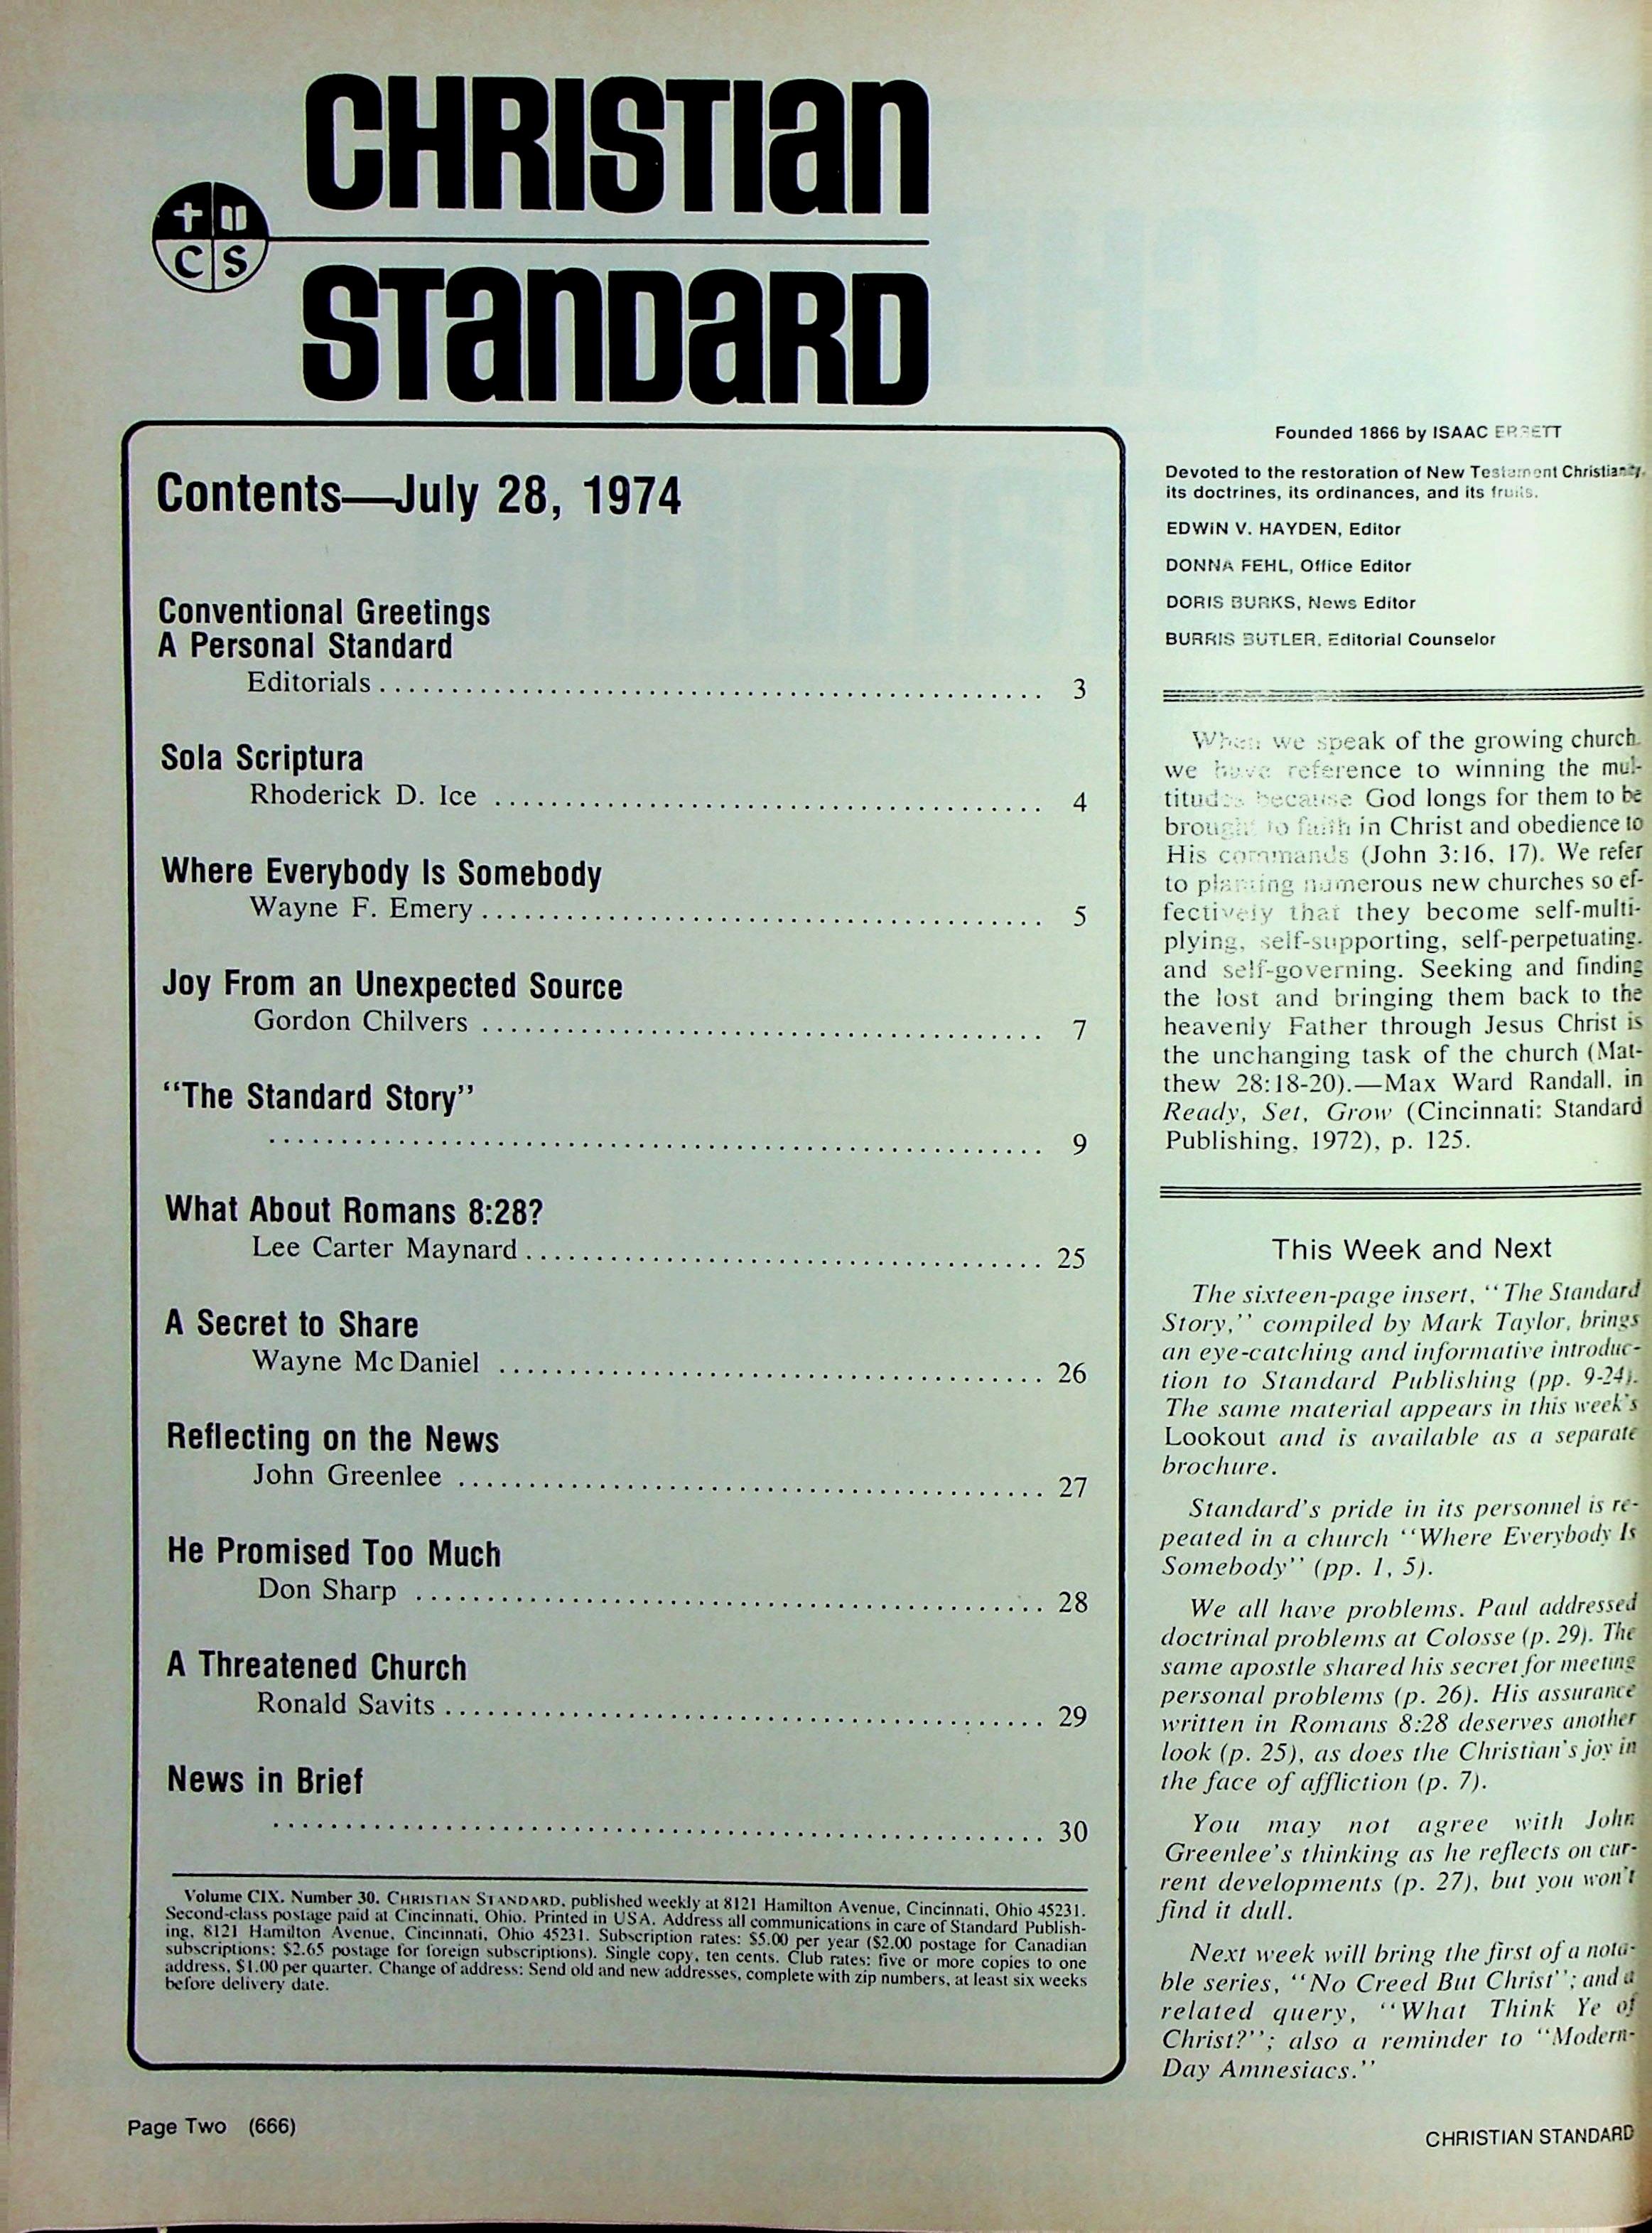 CHRISTIAN
C S
STANDARD
Contents—July 28, 1974
Conventional Greetings
A Personal Standard
Editorials . . . . . . . . . . . . . . . . . . . . 3
Sola Scriptura
Rhoderick D. Ice . . . . . . . . . . . . . . . . . . . . 4
Where Everybody Is Somebody
Wayne F. Emery . . . . . . . . . . . . . . . . . . . . 5
Joy From an Unexpected Source
Gordon Chilvers . . . . . . . . . . . . . . . . . . . . 7
“The Standard Story”
. . . . . . . . . . . . . . . . . . . . 9
What About Romans 8:28?
Lee Carter Maynard . . . . . . . . . . . . . . . . . . . . 25
A Secret to Share
Wayne McDaniel . . . . . . . . . . . . . . . . . . . . 26
Reflecting on the News
John Greenlee . . . . . . . . . . . . . . . . . . . . 27
He Promised Too Much
Don Sharp . . . . . . . . . . . . . . . . . . . . 28
A Threatened Church
Ronald Savits . . . . . . . . . . . . . . . . . . . . 29
News in Brief
. . . . . . . . . . . . . . . . . . . . 30
Volume CIX, Number 30. CHRISTIAN STANDARD, published weekly at 8121 Hamilton Avenue, Cincinnati, Ohio 45231.
Second-class postage paid at Cincinnati, Ohio. Printed in USA. Address all communications in care of Standard Publish-
ing, 8121 Hamilton Avenue, Cincinnati, Ohio 45231. Subscription rates: $5.00 per year ($2.00 postage for Canadian
subscriptions; $2.65 postage for foreign subscriptions). Single copy, ten cents. Club rates: five or more copies to one
address, $1.00 per quarter. Change of address: Send old and new addresses, complete with zip numbers, at least six weeks
before delivery date.
Founded 1866 by ISAAC ERRETT
Devoted to the restoration of New Testament Christianity,
its doctrines, its ordinances, and its fruits.
EDWIN V. HAYDEN, Editor
DONNA FEHL, Office Editor
DORIS BURKS, News Editor
BURRIS BUTLER, Editorial Counselor
When we speak of the growing church,
we have reference to winning the mul-
titudes because God longs for them to be
brought to faith in Christ and obedience to
His commands (John 3:16, 17). We refer
to planting numerous new churches so ef-
fectively that they become self-multi-
plying, self-supporting, self-perpetuating,
and self-governing. Seeking and finding
the lost and bringing them back to the
heavenly Father through Jesus Christ is
the unchanging task of the church (Mat-
thew 28:18-20).—Max Ward Randall, in
Ready, Set, Grow (Cincinnati: Standard
Publishing, 1972), p. 125.
This Week and Next
The sixteen-page insert, “The Standard
Story,” compiled by Mark Taylor, brings
an eye-catching and informative introduc-
tion to Standard Publishing (pp. 9-24).
The same material appears in this week's
Lookout and is available as a separate
brochure.
Standard's pride in its personnel is re-
peated in a church “Where Everybody Is
Somebody” (pp. 1, 5).
We all have problems. Paul addressed
doctrinal problems at Colosse (p. 29). The
same apostle shared his secret for meeting
personal problems (p. 26). His assurance
written in Romans 8:28 deserves another
look (p. 25), as does the Christian's joy in
the face of affliction (p. 7).
You may not agree with John
Greenlee's thinking as he reflects on cur-
rent developments (p. 27), but you won't
find it dull.
Next week will bring the first of a nota-
ble series, “No Creed But Christ”; and a
related query, “What Think Ye of
Christ?”; also a reminder to “Modern-
Day Amnesiacs.”
Page Two (666)
CHRISTIAN STANDARD